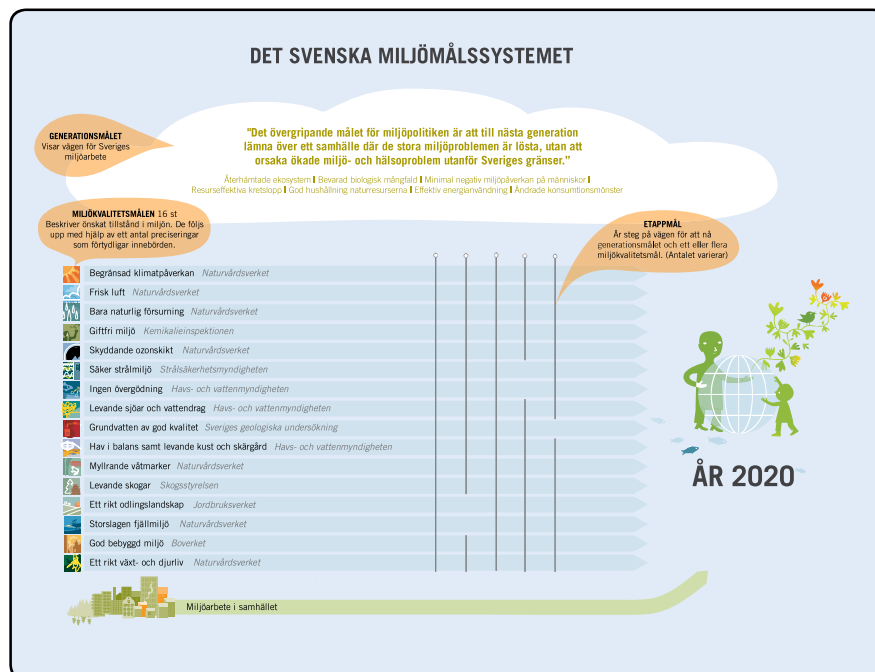 DET SVENSKA MILJÖMÅLSSYSTEMET
GENERATIONSMÅLET
Visar vägen för Sveriges
miljöarbete
"Det övergripande målet för miljöpolitiken är att till nästa generation
lämna över ett samhälle där de stora miljöproblemen är lösta, utan att
orsaka ökade miljö- och hälsoproblem utanför Sveriges gränser."
Återhämtade ekosystem | Bevarad biologisk mångfald | Minimal negativ miljöpåverkan på människor |
Resurseffektiva kretslopp | God hushållning naturresurserna | Effektiv energianvändning | Ändrade konsumtionsmönster
MILJÖKVALITETSMÅLEN 16 st
Beskriver önskat tillstånd i miljön. De följs
upp med hjälp av ett antal preciseringar
som förtydligar innebörden.
ETAPPMÅL
Är steg på vägen för att nå
generationsmålet och ett eller flera
miljökvalitetsmål. (Antalet varierar)
Begränsad klimatpåverkan Naturvårdsverket
Frisk luft Naturvårdsverket
Bara naturlig försurning Naturvårdsverket
Giftfri miljö Kemikalieinspektionen
Skyddande ozonskikt Naturvårdsverket
Säker strålmiljö Strålsäkerhetsmyndigheten
Ingen övergödning Havs- och vattenmyndigheten
Levande sjöar och vattendrag Havs- och vattenmyndigheten
Grundvatten av god kvalitet Sveriges geologiska undersökning
Hav i balans samt levande kust och skärgård Havs- och vattenmyndigheten
Myllrande våtmarker Naturvårdsverket
Levande skogar Skogsstyrelsen
Ett rikt odlingslandskap Jordbruksverket
Storslagen fjällmiljö Naturvårdsverket
God bebyggd miljö Boverket
Ett rikt växt- och djurliv Naturvårdsverket
ÅR 2020
Miljöarbete i samhället